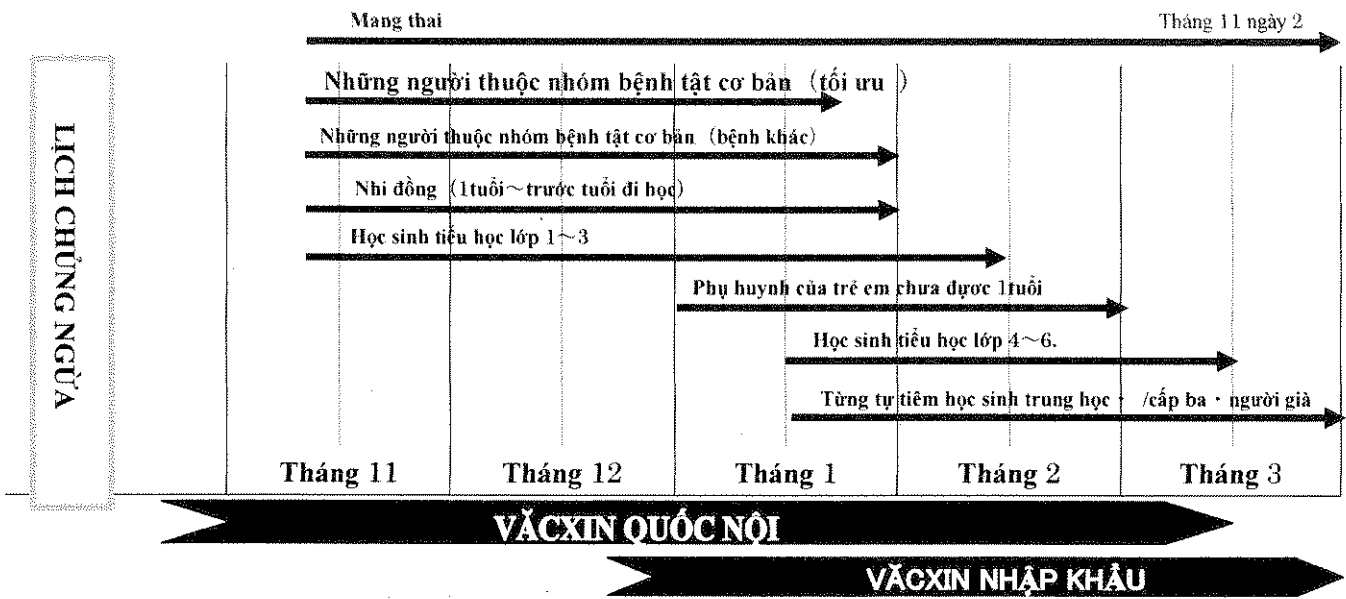 Mang thai
Tháng 11 ngày 2
Những người thuộc nhóm bệnh tật cơ bản (tối ưu )
Những người thuộc nhóm bệnh tật cơ bản (bệnh khác)
Nhi đồng (1tuổi~trước tuổi đi học)
Học sinh tiểu học lớp 1~3
Phụ huynh của trẻ em chưa được 1tuổi
Học sinh tiểu học lớp 4~6.
Từng tự tiêm học sinh trung học・ /cấp ba・người già
LỊCH CHỦNG NGỪA
Tháng 11 Tháng 12 Tháng 1 Tháng 2 Tháng 3
VĂCXIN QUỐC NỘI
VĂCXIN NHẬP KHẨU